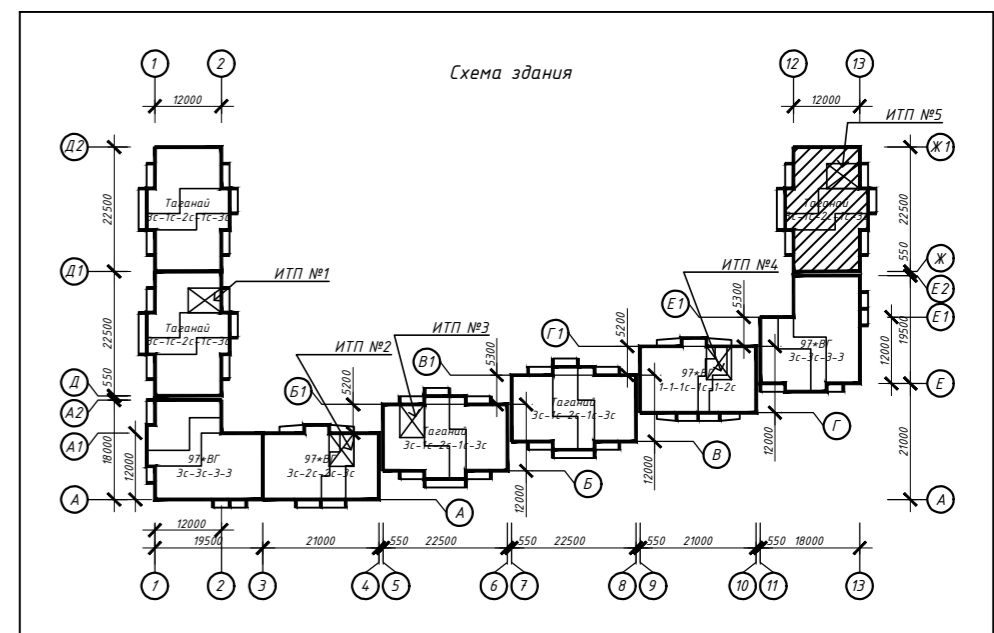 Схема здания
1
2
12
13
12000
12000
ИТП №5
Д2
Ж1
22500
Таганай
3с-1с-2с-1с-3с
Таганай
3с-1с-2с-1с-3с
22500
Д1
ИТП №1
ИТП №4
550
Ж
Е2
Е1
5300
Е1
22500
Таганай
3с-1с-2с-1с-3с
ИТП №2
ИТП №3
Г1
5200
19500
12000
97*ВГ
3с-3с-3-3
В1
5300
97*ВГ
1-1-1с-1с-1-2с
Д
550
Е
А2
Б1
5200
Таганай
3с-1с-2с-1с-3с
Г
А1
Таганай
3с-1с-2с-1с-3с
12000
18000
12000
97*ВГ
3с-3с-3-3
97*ВГ
3с-2с-2с-3с
В
12000
21000
Б
А
А
12000
А
12000
19500
21000
550
22500
550
22500
550
21000
550
18000
1
2
3
4
5
6
7
8
9
10
11
13